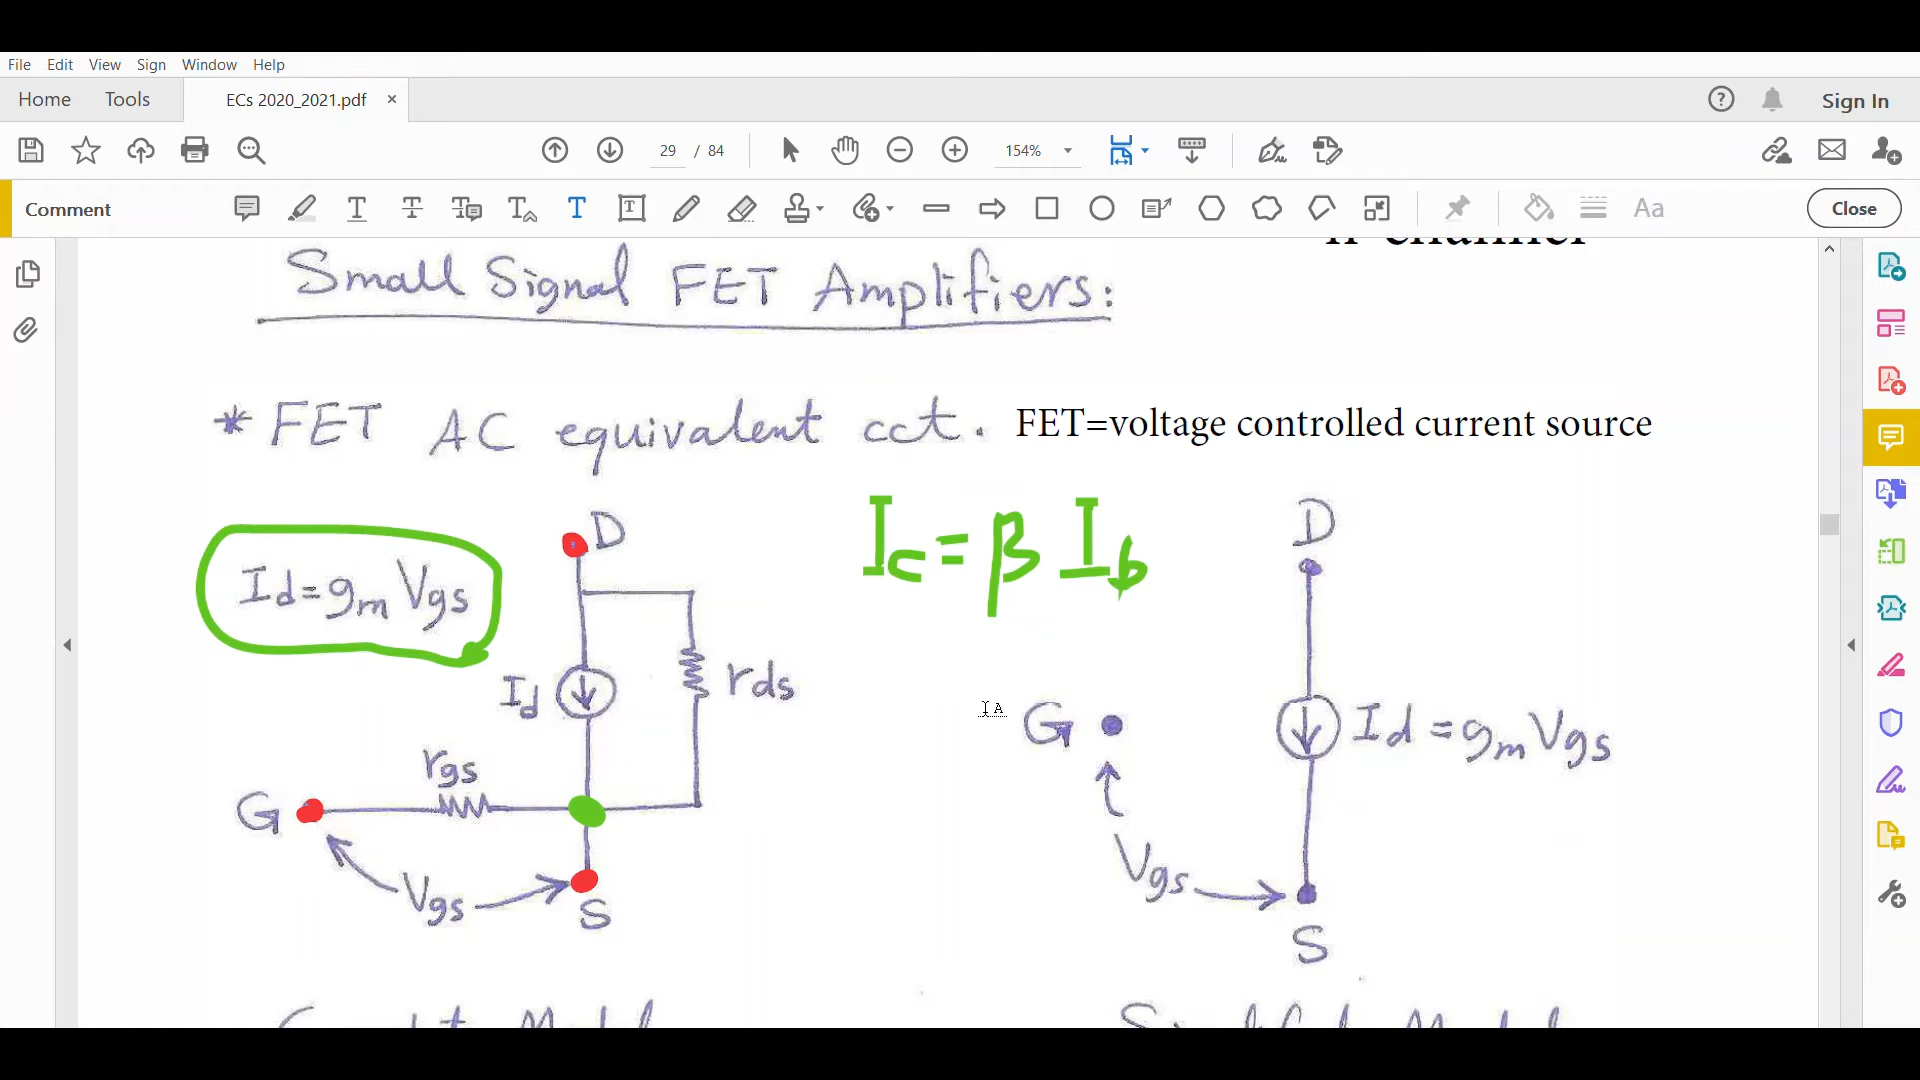 File Edit View Sign Window Help
Home Tools ECs 2020_2021.pdf × Sign In
29 / 84 154%
Comment Close
Small Signal FET Amplifiers:
* FET AC equivalent cct. FET=voltage controlled current source
Id=gm Vgs
D
Ic=β Ib
D
Id
rds
G
Id=gm Vgs
rgs
G
Vgs
S
Vgs
S